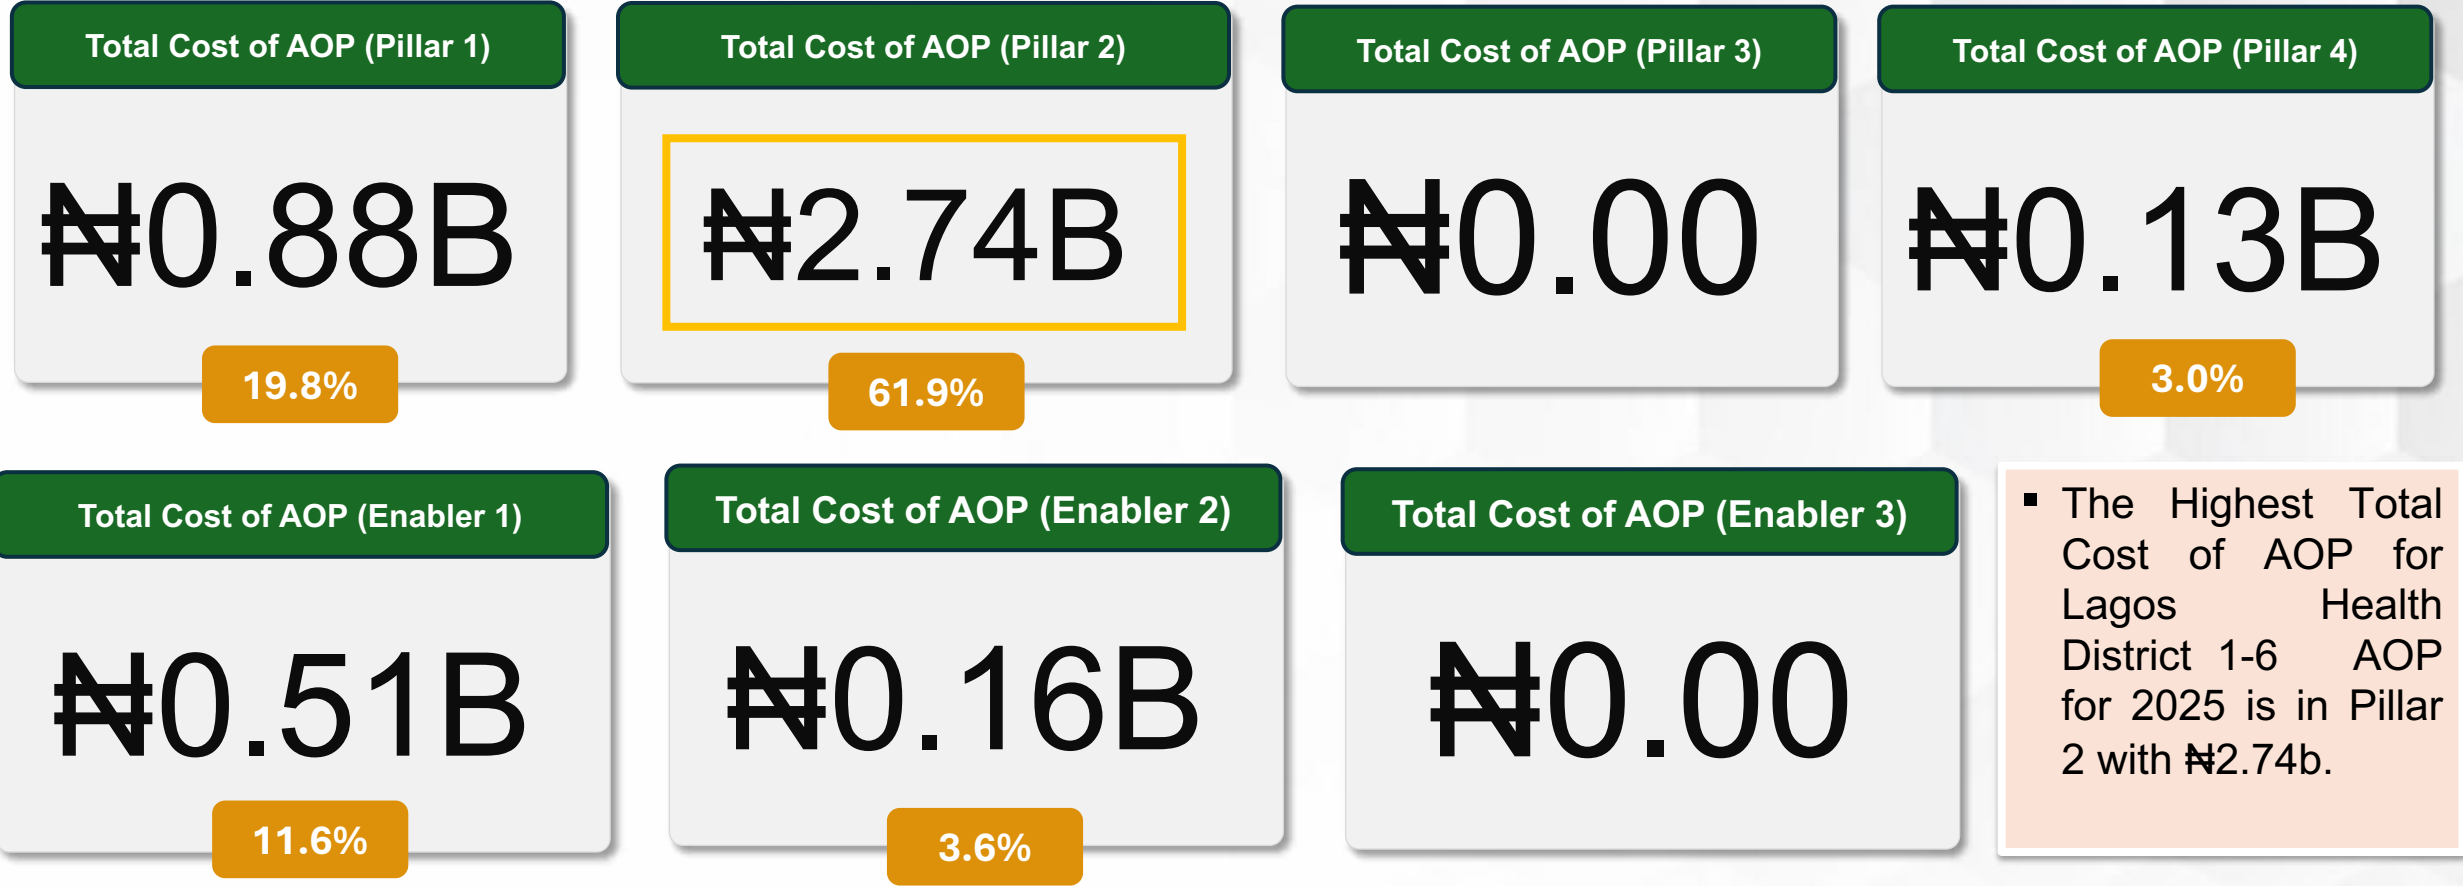 Total Cost of AOP (Pillar 1)
₦0.88B
19.8%
Total Cost of AOP (Pillar 2)
₦2.74B
61.9%
Total Cost of AOP (Pillar 3)
₦0.00
Total Cost of AOP (Pillar 4)
₦0.13B
3.0%
Total Cost of AOP (Enabler 1)
₦0.51B
11.6%
Total Cost of AOP (Enabler 2)
₦0.16B
3.6%
Total Cost of AOP (Enabler 3)
₦0.00
▪ The Highest Total
Cost of AOP for
Lagos Health
District 1-6 AOP
for 2025 is in Pillar
2 with ₦2.74b.